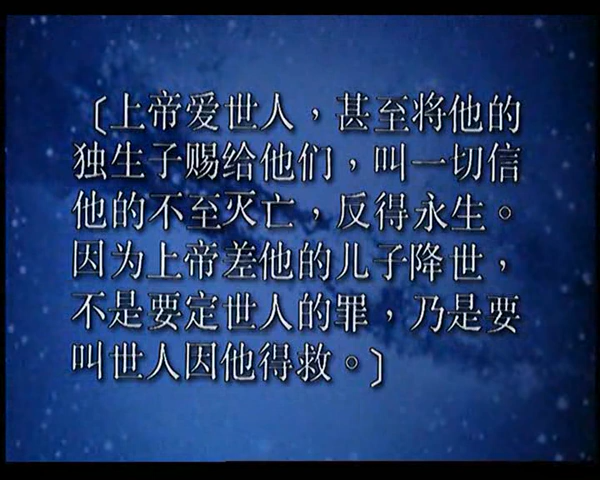 〔上帝爱世人，甚至将他的
独生子赐给他们，叫一切信
他的不至灭亡，反得永生。
因为上帝差他的儿子降世，
不是要定世人的罪，乃是要
叫世人因他得救。〕